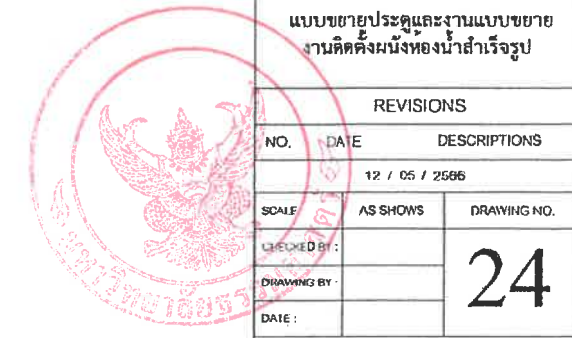 แบบขยายประตูและงานแบบขยาย
งานติดตั้งผนังห้องน้ำสำเร็จรูป
REVISIONS
NO. DATE DESCRIPTIONS
12 / 05 / 2566
SCALE AS SHOWS DRAWING NO.
CHECKED BY :
DRAWING BY :
24
DATE :